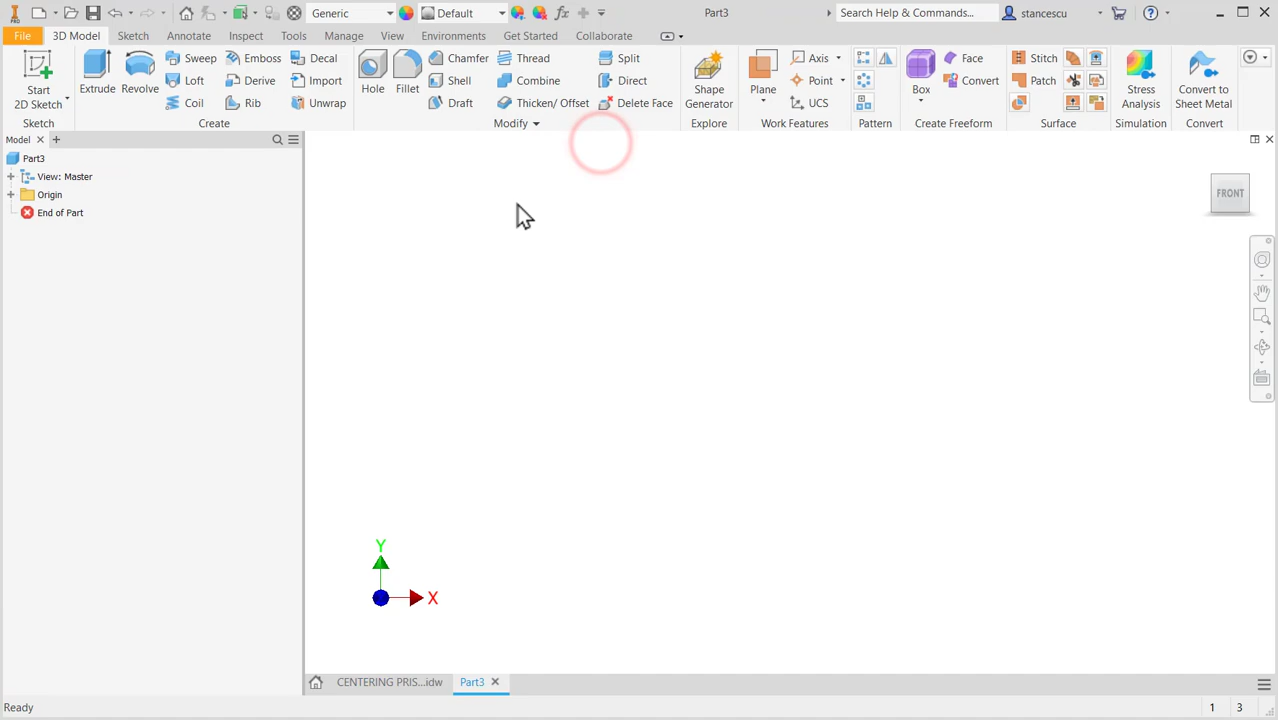 PRO Generic Default fx Part3 Search Help & Commands... stancescu
File 3D Model Sketch Annotate Inspect Tools Manage View Environments Get Started Collaborate
Start
2D Sketch
Extrude
Revolve
Sweep Emboss Decal
Loft Derive Import
Coil Rib Unwrap
Hole
Fillet
Chamfer Thread Split
Shell Combine Direct
Draft Thicken/ Offset Delete Face
Shape
Generator
Plane
Axis
Point
UCS
Box
Face
Convert
Stitch
Patch
Stress
Analysis
Convert to
Sheet Metal
Sketch Create Modify Explore Work Features Pattern Create Freeform Surface Simulation Convert
Model
Part3
View: Master
Origin
End of Part
FRONT
Y
X
CENTERING PRIS...idw Part3
Ready 1 3